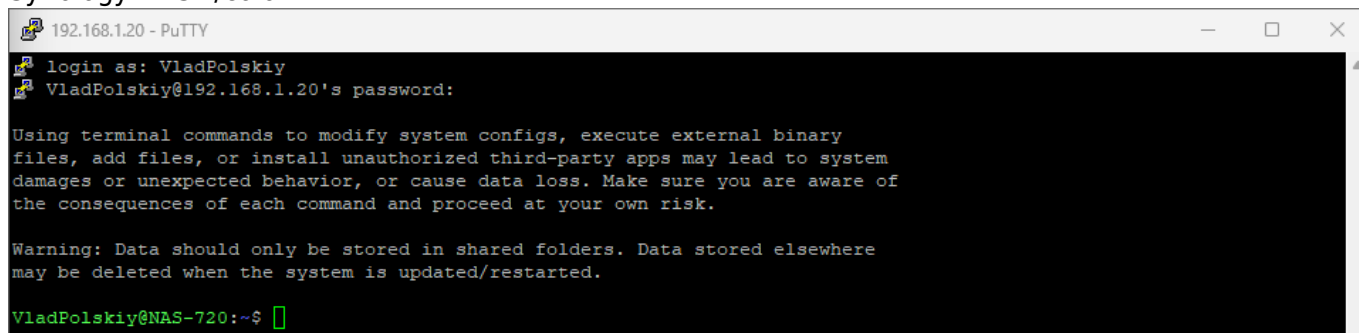 192.168.1.20 - PuTTY
login as: VladPolskiy
VladPolskiy@192.168.1.20's password:
Using terminal commands to modify system configs, execute external binary
files, add files, or install unauthorized third-party apps may lead to system
damages or unexpected behavior, or cause data loss. Make sure you are aware of
the consequences of each command and proceed at your own risk.
Warning: Data should only be stored in shared folders. Data stored elsewhere
may be deleted when the system is updated/restarted.
VladPolskiy@NAS-720:~$